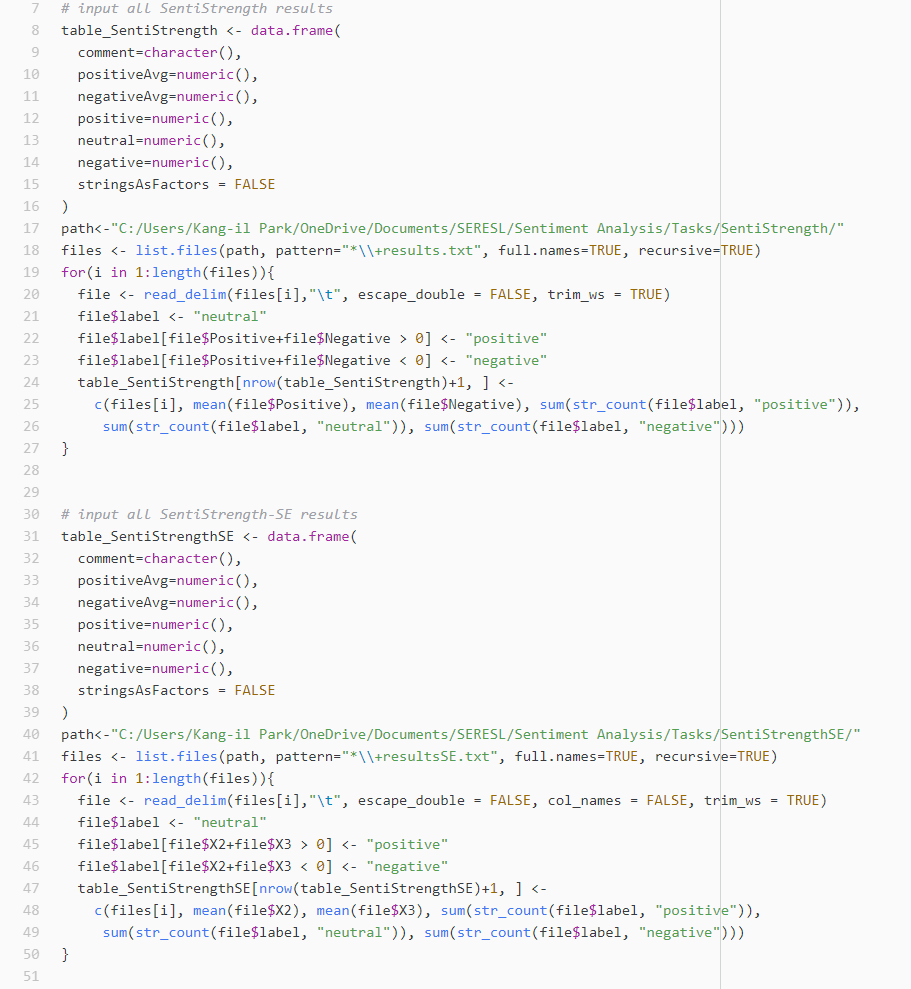 7 # input all SentiStrength results
8 table_SentiStrength <- data.frame(
9   comment=character(),
10   positiveAvg=numeric(),
11   negativeAvg=numeric(),
12   positive=numeric(),
13   neutral=numeric(),
14   negative=numeric(),
15   stringsAsFactors = FALSE
16 )
17 path<-"C:/Users/Kang-il Park/OneDrive/Documents/SERESL/Sentiment Analysis/Tasks/SentiStrength/"
18 files <- list.files(path, pattern="*\\+results.txt", full.names=TRUE, recursive=TRUE)
19 for(i in 1:length(files)){
20   file <- read_delim(files[i],"\t", escape_double = FALSE, trim_ws = TRUE)
21   file$label <- "neutral"
22   file$label[file$Positive+file$Negative > 0] <- "positive"
23   file$label[file$Positive+file$Negative < 0] <- "negative"
24   table_SentiStrength[nrow(table_SentiStrength)+1, ] <-
25     c(files[i], mean(file$Positive), mean(file$Negative), sum(str_count(file$label, "positive")),
26      sum(str_count(file$label, "neutral")), sum(str_count(file$label, "negative")))
27 }
28
29
30 # input all SentiStrength-SE results
31 table_SentiStrengthSE <- data.frame(
32   comment=character(),
33   positiveAvg=numeric(),
34   negativeAvg=numeric(),
35   positive=numeric(),
36   neutral=numeric(),
37   negative=numeric(),
38   stringsAsFactors = FALSE
39 )
40 path<-"C:/Users/Kang-il Park/OneDrive/Documents/SERESL/Sentiment Analysis/Tasks/SentiStrengthSE/"
41 files <- list.files(path, pattern="*\\+resultsSE.txt", full.names=TRUE, recursive=TRUE)
42 for(i in 1:length(files)){
43   file <- read_delim(files[i],"\t", escape_double = FALSE, col_names = FALSE, trim_ws = TRUE)
44   file$label <- "neutral"
45   file$label[file$X2+file$X3 > 0] <- "positive"
46   file$label[file$X2+file$X3 < 0] <- "negative"
47   table_SentiStrengthSE[nrow(table_SentiStrengthSE)+1, ] <-
48     c(files[i], mean(file$X2), mean(file$X3), sum(str_count(file$label, "positive")),
49      sum(str_count(file$label, "neutral")), sum(str_count(file$label, "negative")))
50 }
51